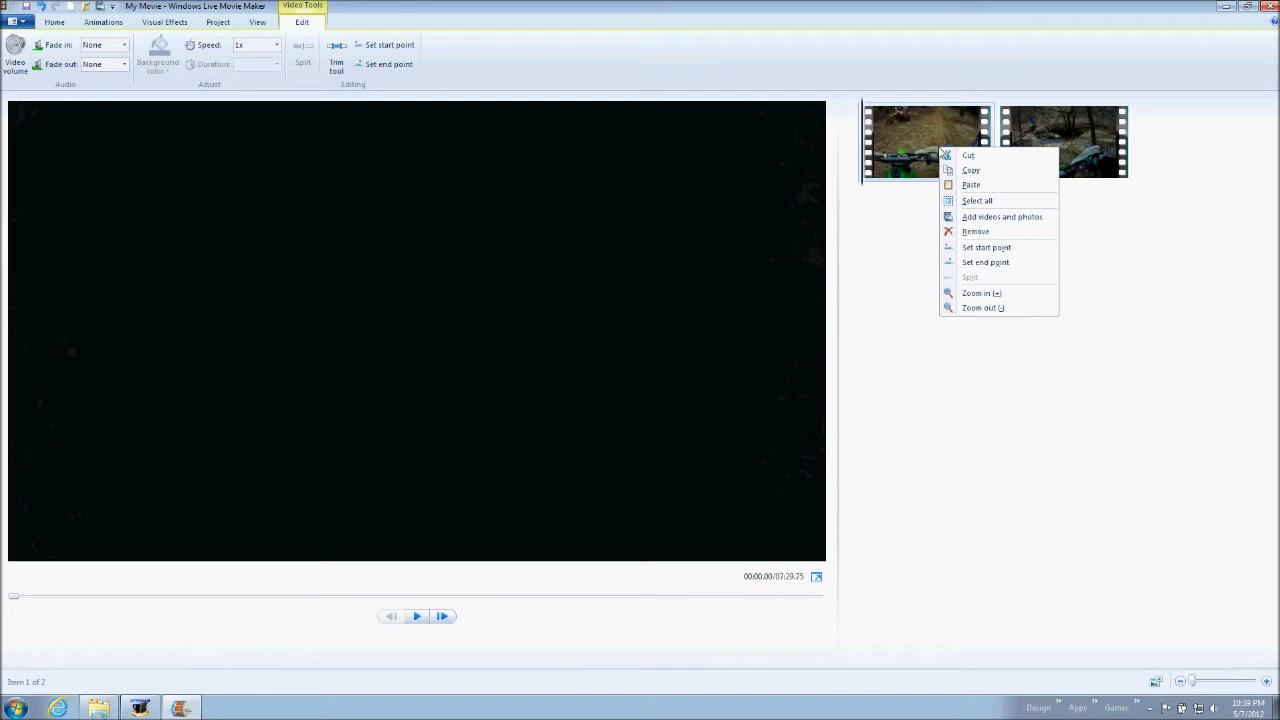 My Movie - Windows Live Movie Maker
Video Tools
Home
Animations
Visual Effects
Project
View
Edit
Video volume
Fade in: None
Fade out: None
Audio
Background color
Speed: 1x
Duration:
Adjust
Split
Trim tool
Set start point
Set end point
Editing
Cut
Copy
Paste
Select all
Add videos and photos
Remove
Set start point
Set end point
Split
Zoom in (+)
Zoom out (-)
00:00.00/07:29.75
Item 1 of 2
Design
Apps
Games
10:39 PM
5/7/2012